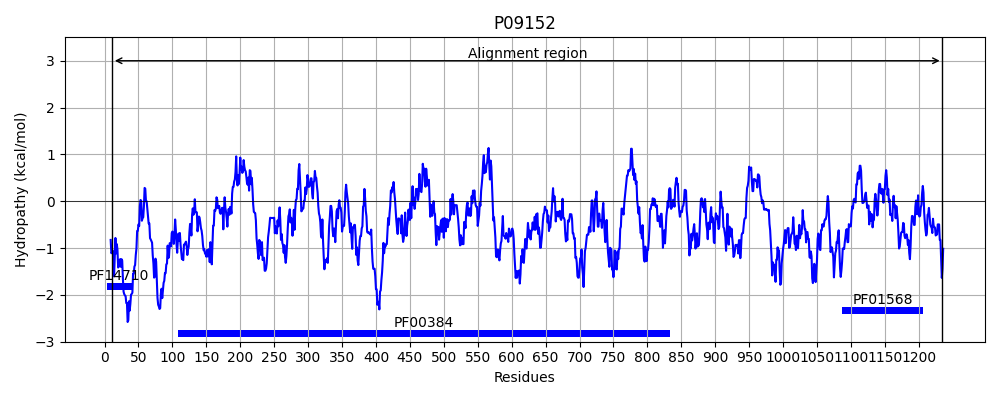 P09152
Hydropathy (kcal/mol)
3
2
1
0
−1
−2
−3
Alignment region
PF14710
PF00384
PF01568
0 50 100 150 200 250 300 350 400 450 500 550 600 650 700 750 800 850 900 950 1000 1050 1100 1150 1200
Residues